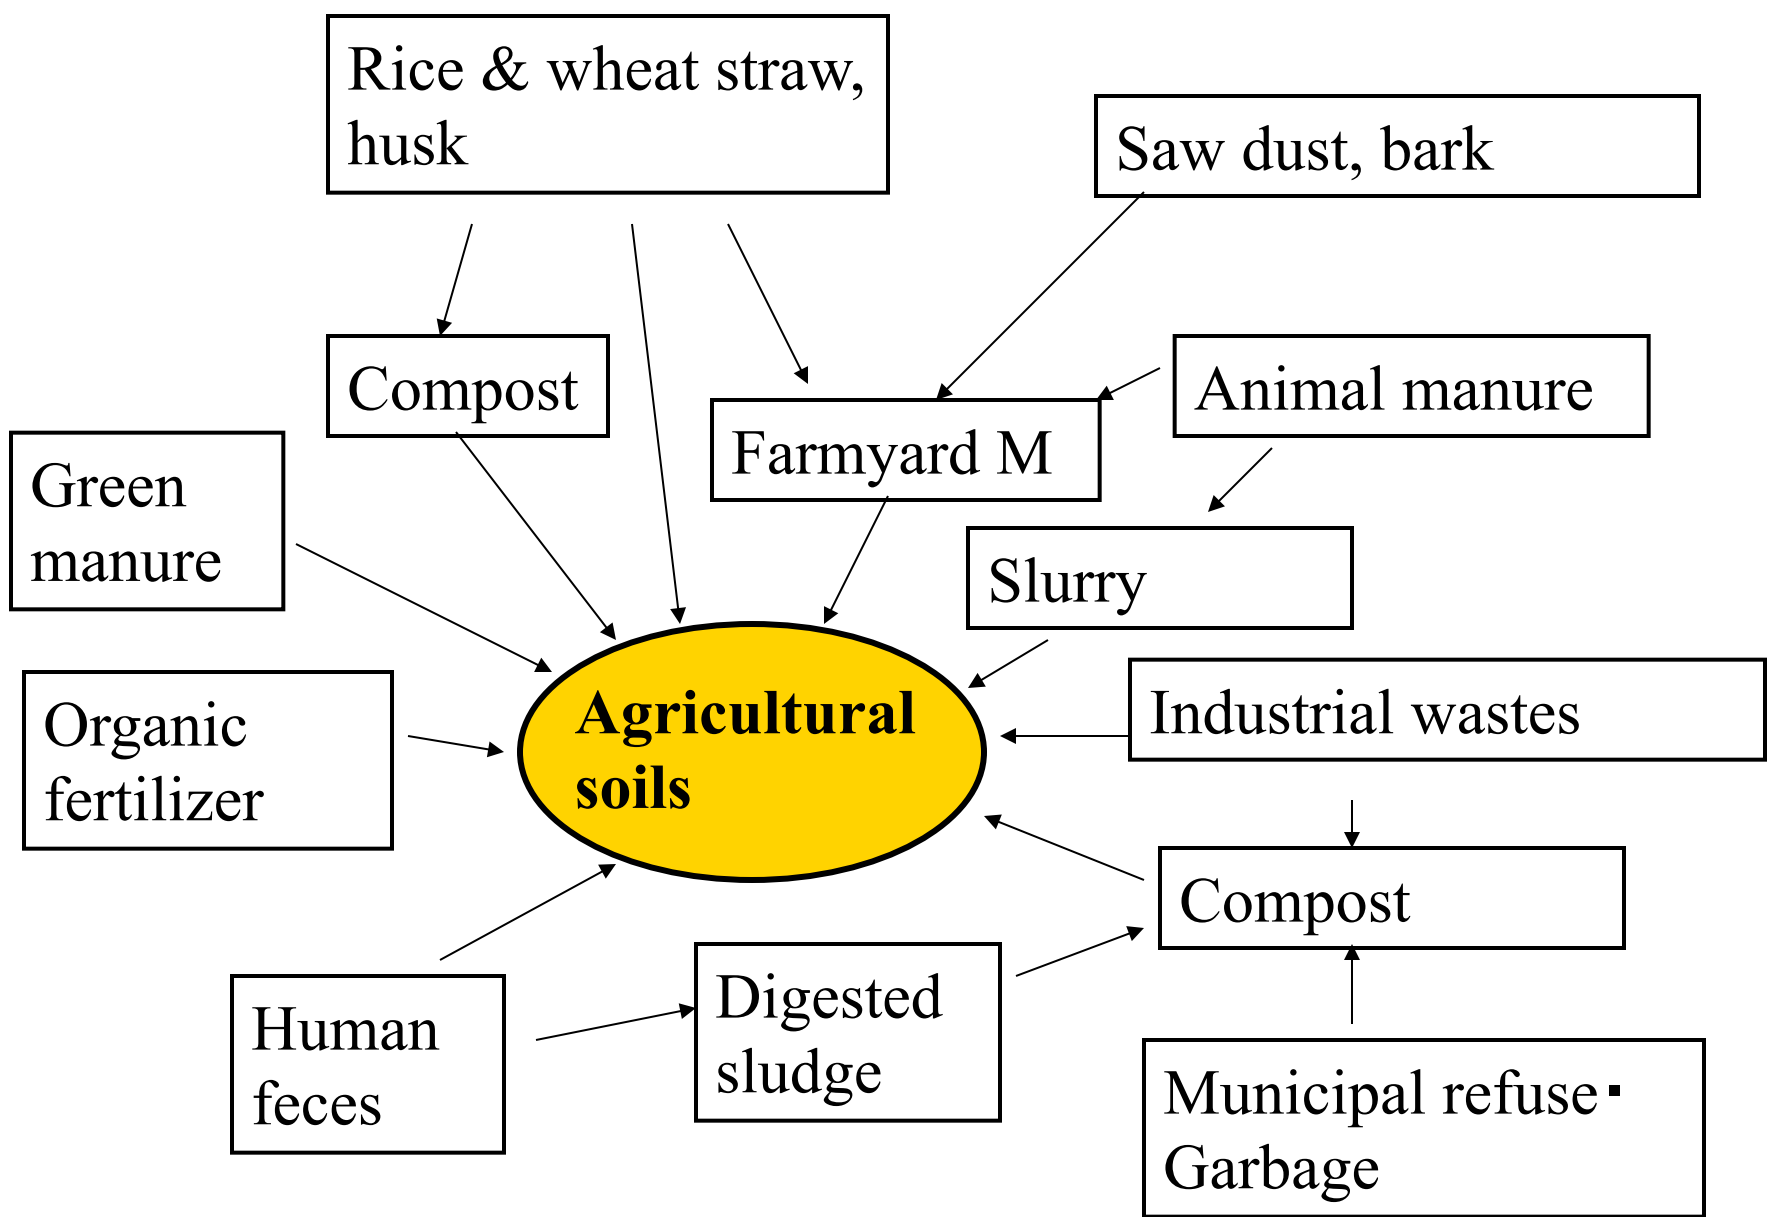 Rice & wheat straw,
husk
Saw dust, bark
Compost
Animal manure
Farmyard M
Green
manure
Slurry
Organic
fertilizer
Agricultural
soils
Industrial wastes
Compost
Human
feces
Digested
sludge
Municipal refuse・
Garbage